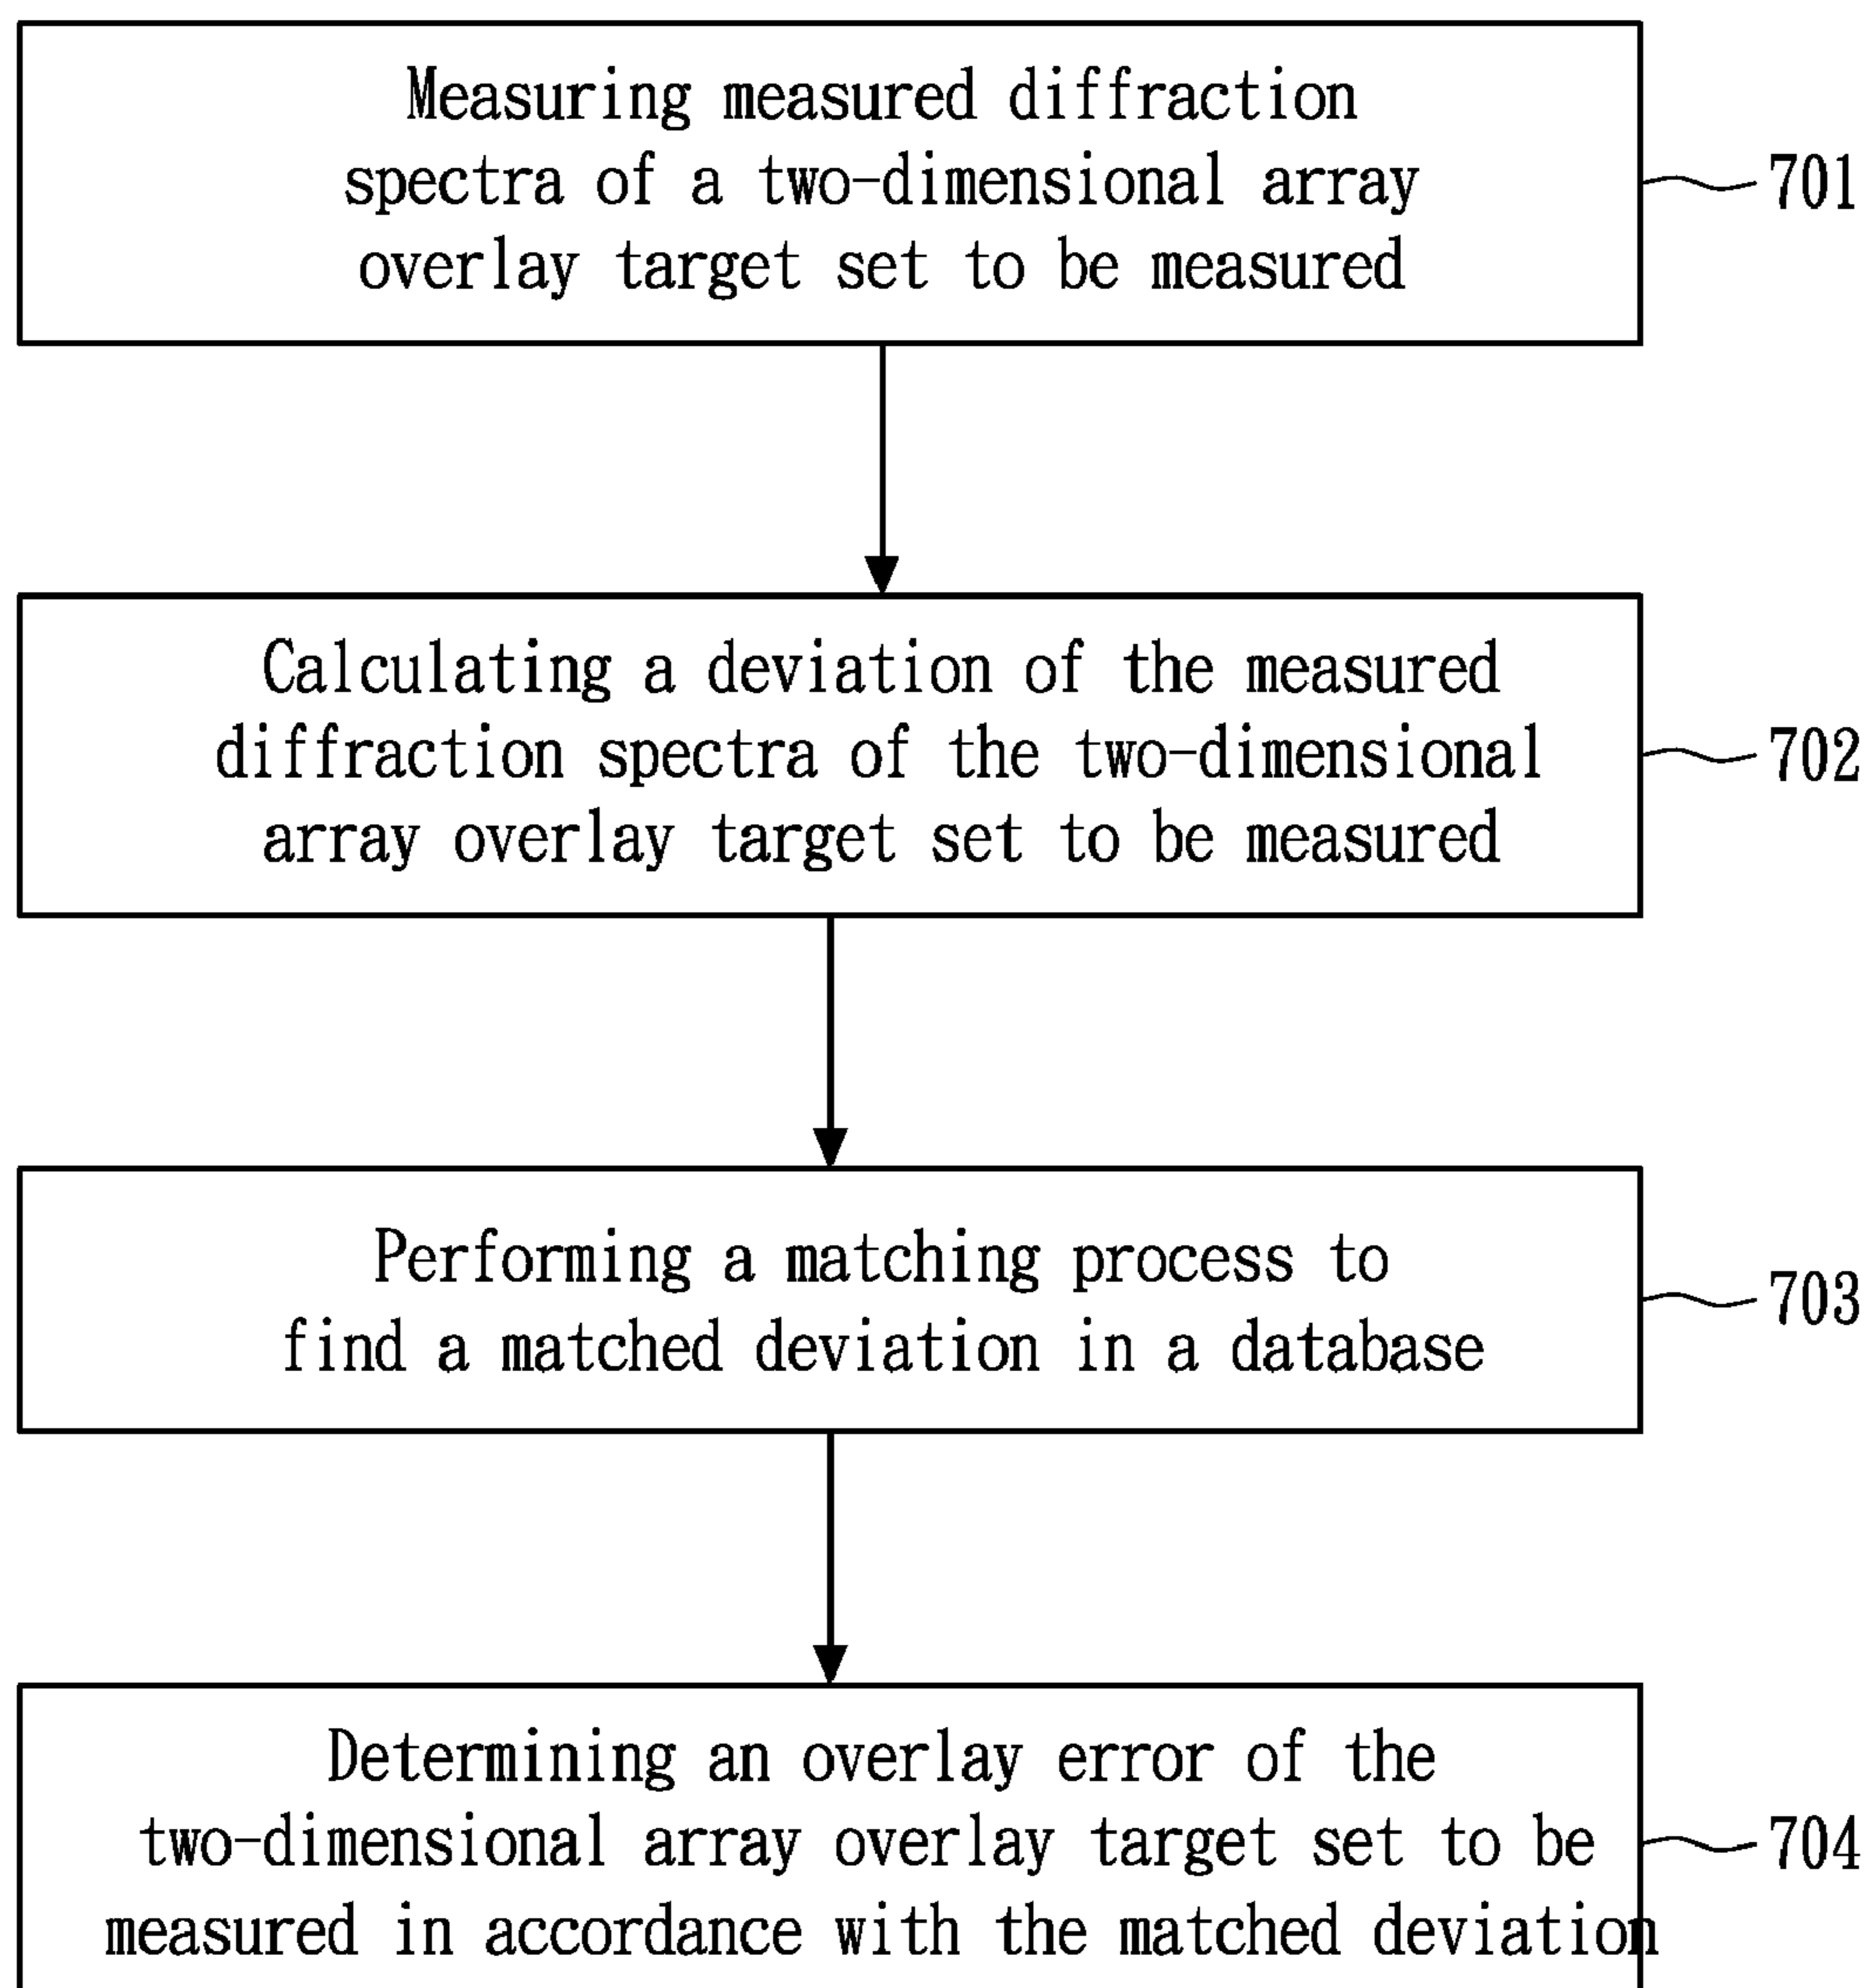 Measuring measured diffraction
spectra of a two-dimensional array
overlay target set to be measured
701
Calculating a deviation of the measured
diffraction spectra of the two-dimensional
array overlay target set to be measured
702
Performing a matching process to
find a matched deviation in a database
703
Determining an overlay error of the
two-dimensional array overlay target set to be
measured in accordance with the matched deviation
704